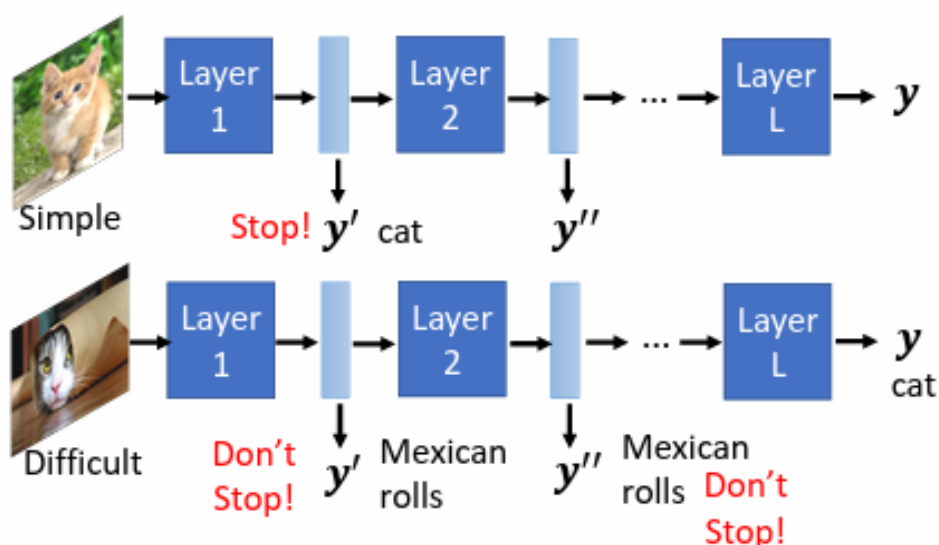 Layer 1
Layer 2
...
Layer L
y
Simple
Stop! y′ cat
y′′
Layer 1
Layer 2
...
Layer L
y
cat
Difficult
Don't
Stop!
y′
Mexican
rolls
y′′
Mexican
rolls
Don't
Stop!